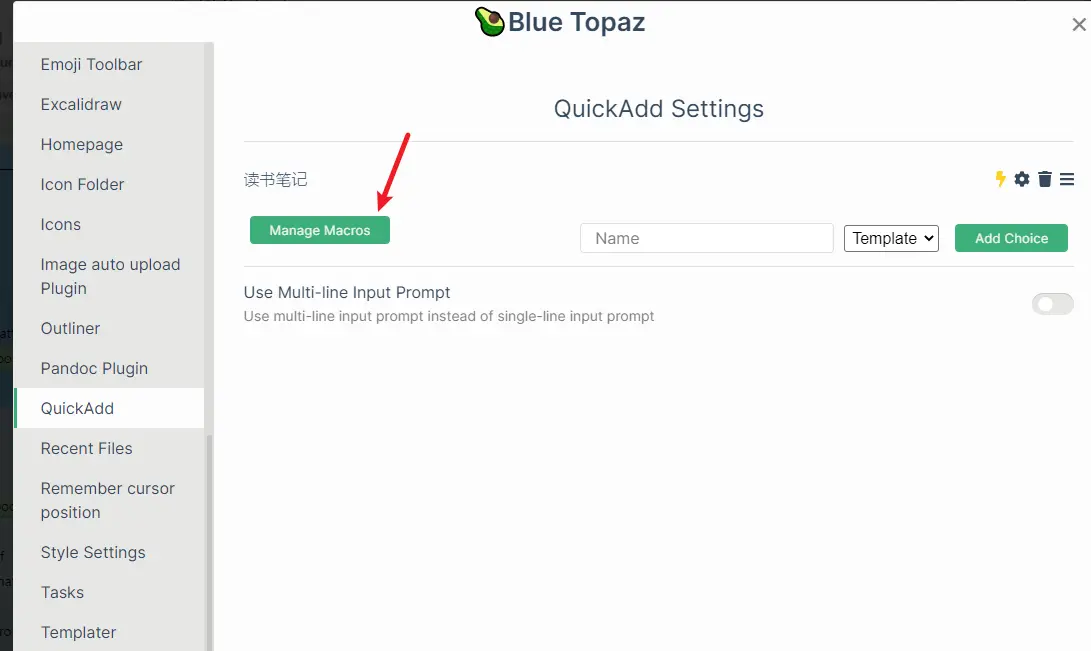 Blue Topaz
Emoji Toolbar
Excalidraw
Homepage
Icon Folder
Icons
Image auto upload
Plugin
Outliner
Pandoc Plugin
QuickAdd
Recent Files
Remember cursor
position
Style Settings
Tasks
Templater
QuickAdd Settings
读书笔记
Manage Macros
Name
Template
Add Choice
Use Multi-line Input Prompt
Use multi-line input prompt instead of single-line input prompt